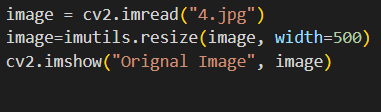 image = cv2.imread("4.jpg")
image=imutils.resize(image, width=500)
cv2.imshow("Orignal Image", image)